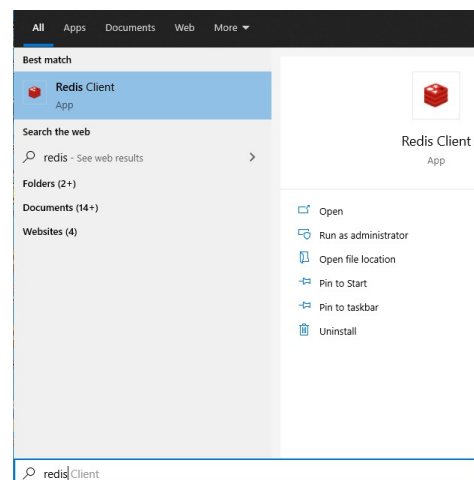 All Apps Documents Web More
Best match
Redis Client
App
Search the web
redis - See web results
Folders (2+)
Documents (14+)
Websites (4)
Redis Client
App
Open
Run as administrator
Open file location
Pin to Start
Pin to taskbar
Uninstall
redis Client